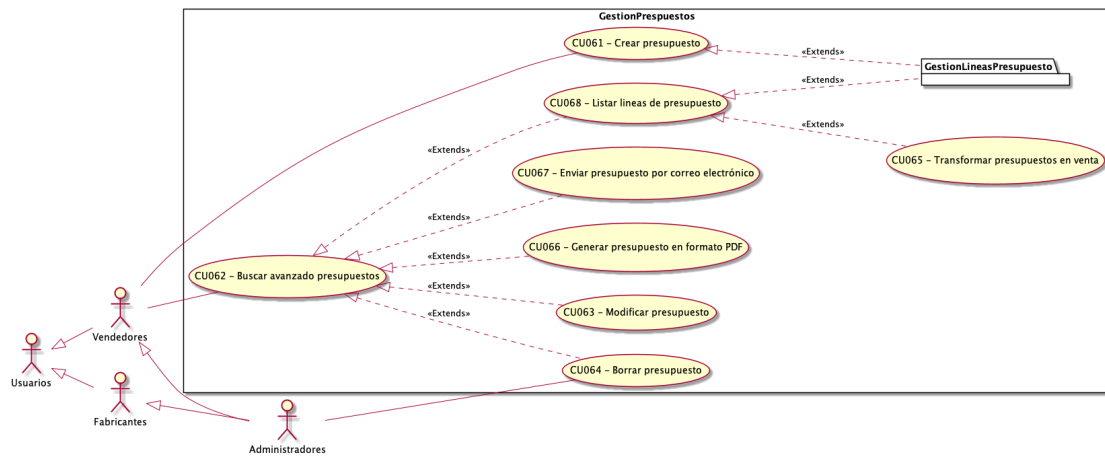 GestionPrespuestos
CU061 – Crear presupuesto
«Extends»
GestionLineasPresupuesto
«Extends»
CU068 – Listar lineas de presupuesto
«Extends»
«Extends»
CU065 – Transformar presupuestos en venta
CU067 – Enviar presupuesto por correo electrónico
«Extends»
CU066 – Generar presupuesto en formato PDF
«Extends»
CU062 – Buscar avanzado presupuestos
«Extends»
CU063 – Modificar presupuesto
«Extends»
CU064 – Borrar presupuesto
Vendedores
Usuarios
Fabricantes
Administradores